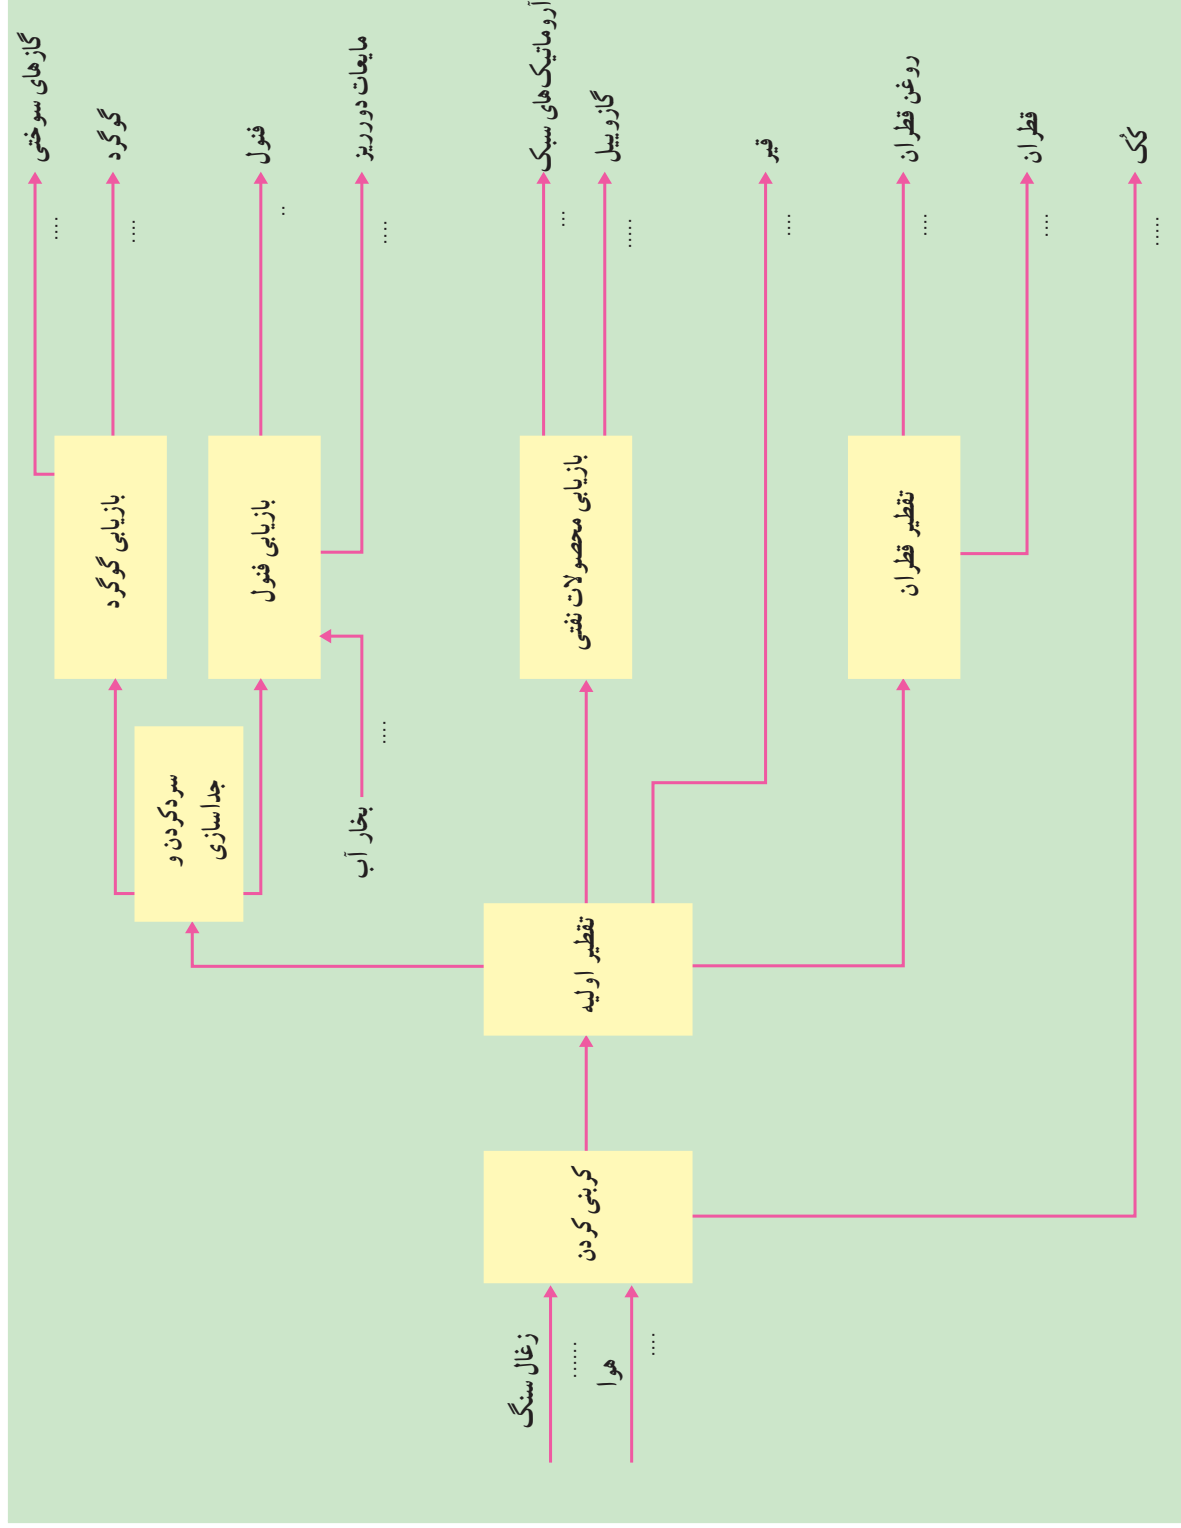 گازهای سوختی
.....
گوگرد
.....
فنول
..
مایعات دورریز
.....
آروماتیک‌های سبک
...
گازوییل
......
قیر
.....
روغن قطران
.....
قطران
.....
کُک
......
بازیابی گوگرد
بازیابی فنول
بازیابی محصولات نفتی
تقطیر قطران
سردکردن و
جداسازی
بخار آب
.....
تقطیر اولیه
کربنی کردن
زغال سنگ
.......
هوا
.....